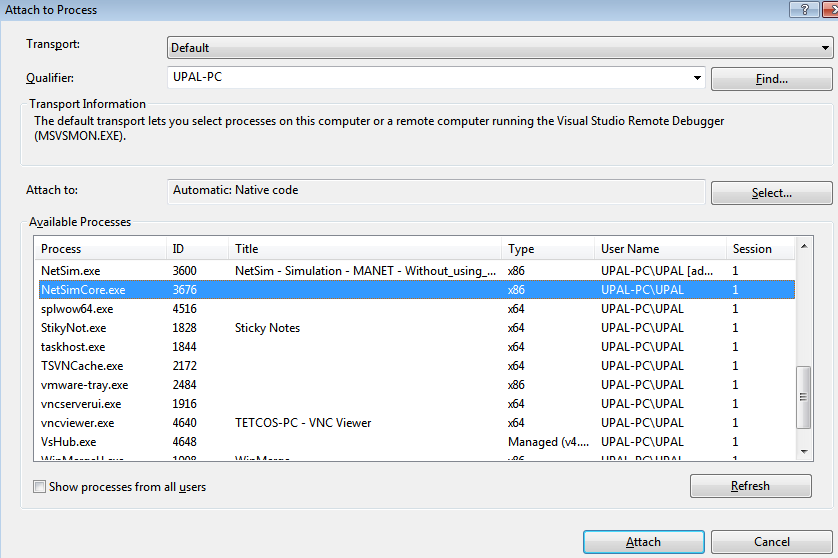 Attach to Process
Transport: Default
Qualifier: UPAL-PC Find...
Transport Information
The default transport lets you select processes on this computer or a remote computer running the Visual Studio Remote Debugger
(MSVSMON.EXE).
Attach to: Automatic: Native code Select...
Available Processes
Process ID Title Type User Name Session
NetSim.exe 3600 NetSim - Simulation - MANET - Without_using_... x86 UPAL-PC\UPAL [ad... 1
NetSimCore.exe 3676 x86 UPAL-PC\UPAL 1
splwow64.exe 4516 x64 UPAL-PC\UPAL 1
StikyNot.exe 1828 Sticky Notes x64 UPAL-PC\UPAL 1
taskhost.exe 1844 x64 UPAL-PC\UPAL 1
TSVNCache.exe 2172 x64 UPAL-PC\UPAL 1
vmware-tray.exe 2484 x86 UPAL-PC\UPAL 1
vncserverui.exe 1916 x64 UPAL-PC\UPAL 1
vncviewer.exe 4640 TETCOS-PC - VNC Viewer x64 UPAL-PC\UPAL 1
VsHub.exe 4648 Managed (v4.... UPAL-PC\UPAL 1
Show processes from all users Refresh
Attach Cancel